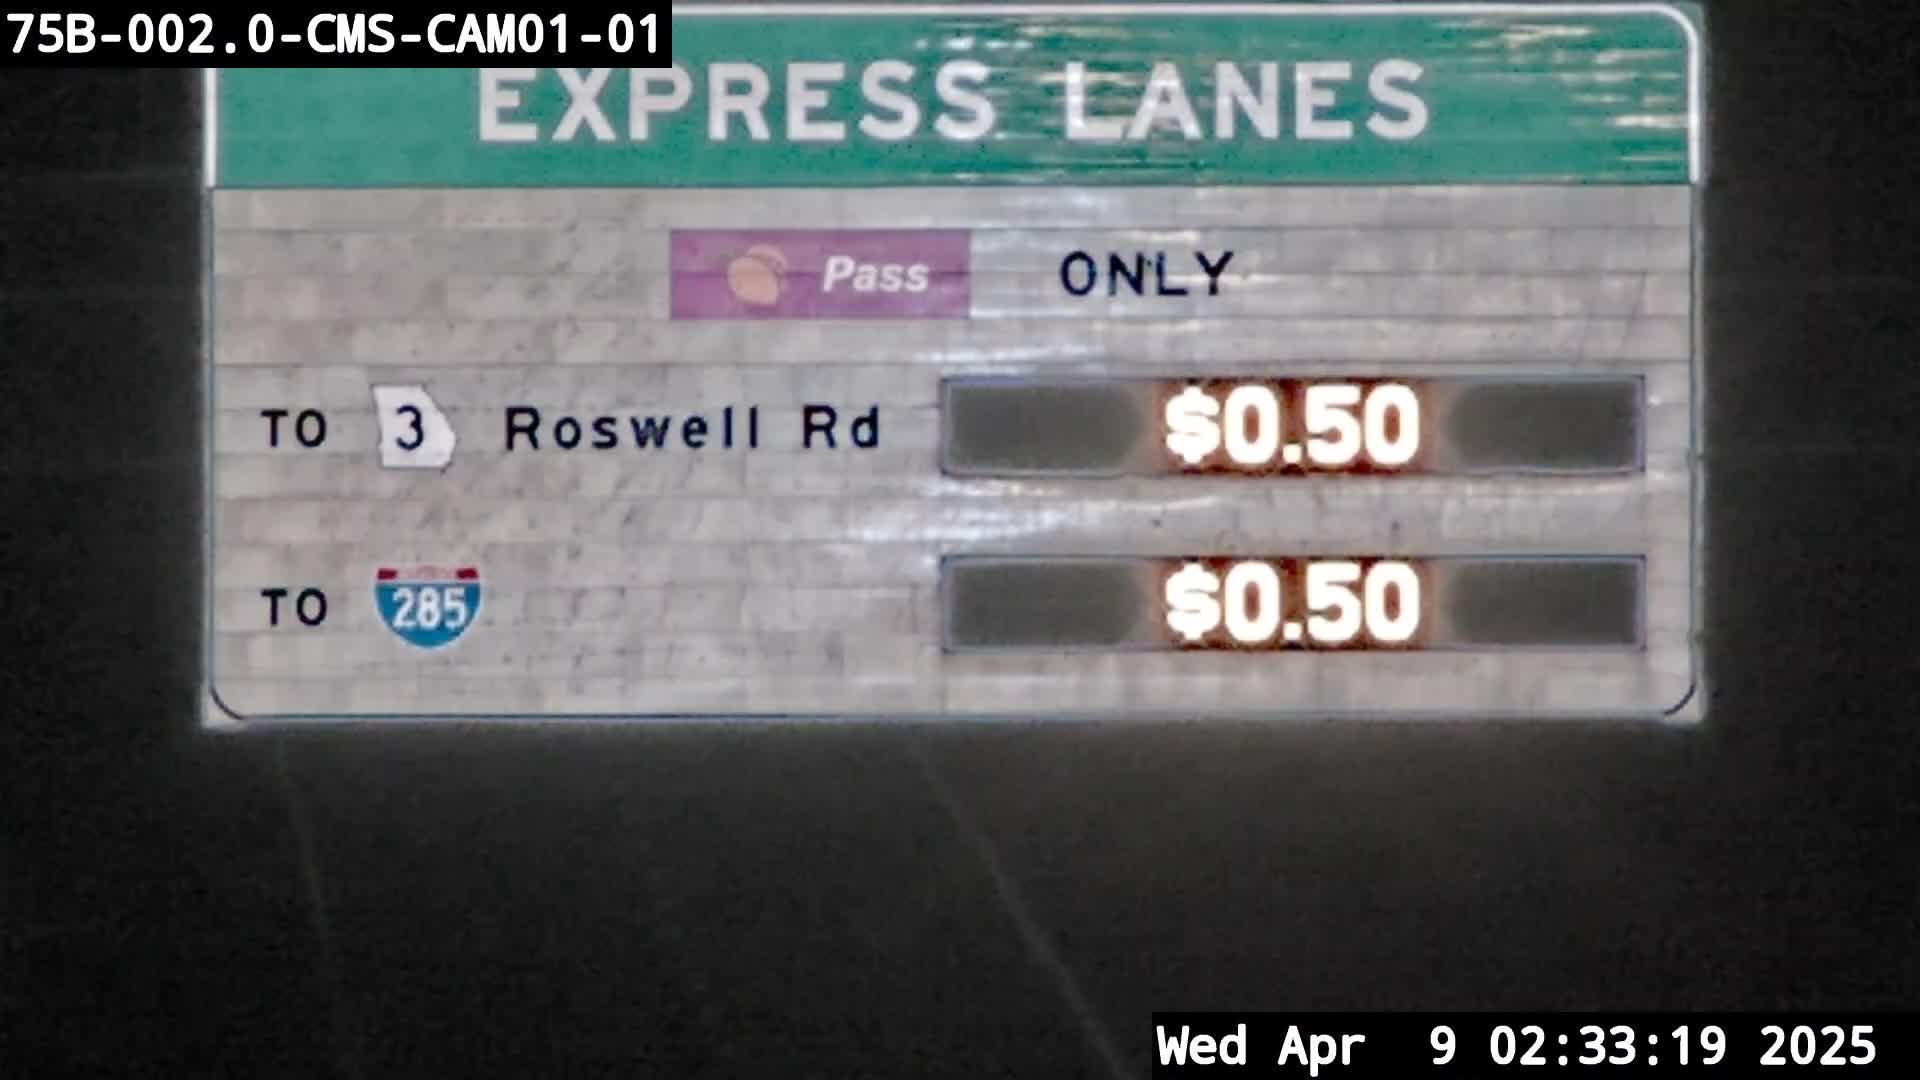 75B-002.0-CMS-CAM01-01
EXPRESS LANES
Pass ONLY
TO 3 Roswell Rd $0.50
TO 285 $0.50
Wed Apr 9 02:33:19 2025